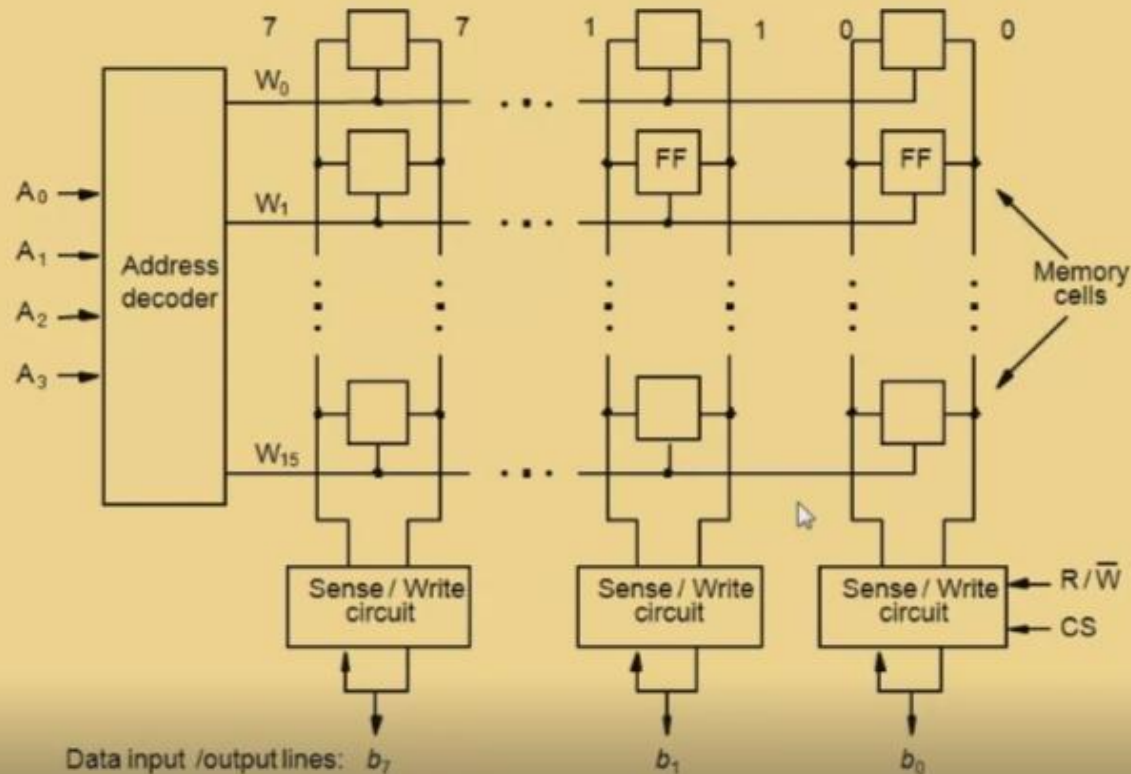 7 7 1 1 0 0
W₀
FF FF
A₀
W₁
A₁
Address
decoder
Memory
cells
A₂
A₃
W₁₅
Sense / Write
circuit
Sense / Write
circuit
Sense / Write
circuit
R / W̅
CS
Data input /output lines: b₇ b₁ b₀